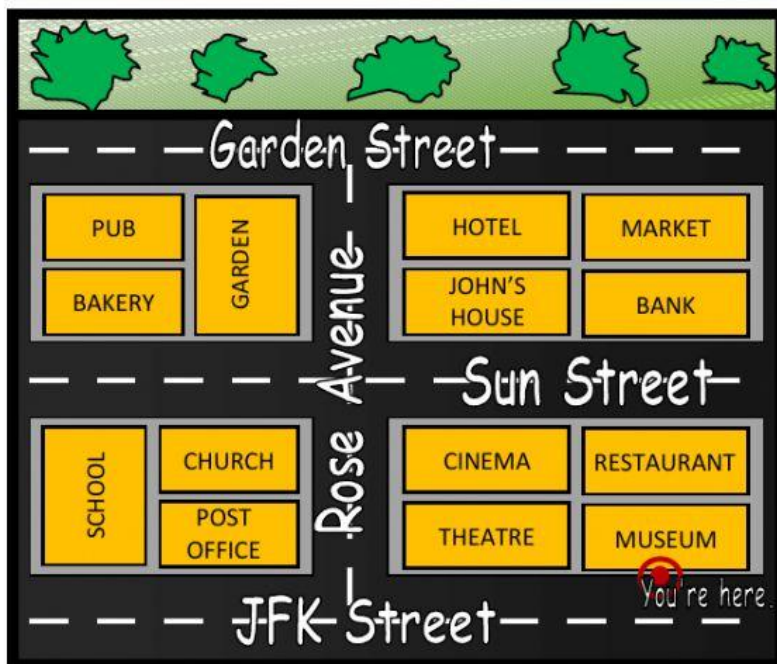 Garden Street
PUB
GARDEN
HOTEL
MARKET
BAKERY
JOHN'S
HOUSE
BANK
Rose Avenue
Sun Street
SCHOOL
CHURCH
CINEMA
RESTAURANT
POST
OFFICE
THEATRE
MUSEUM
You're here.
JFK Street